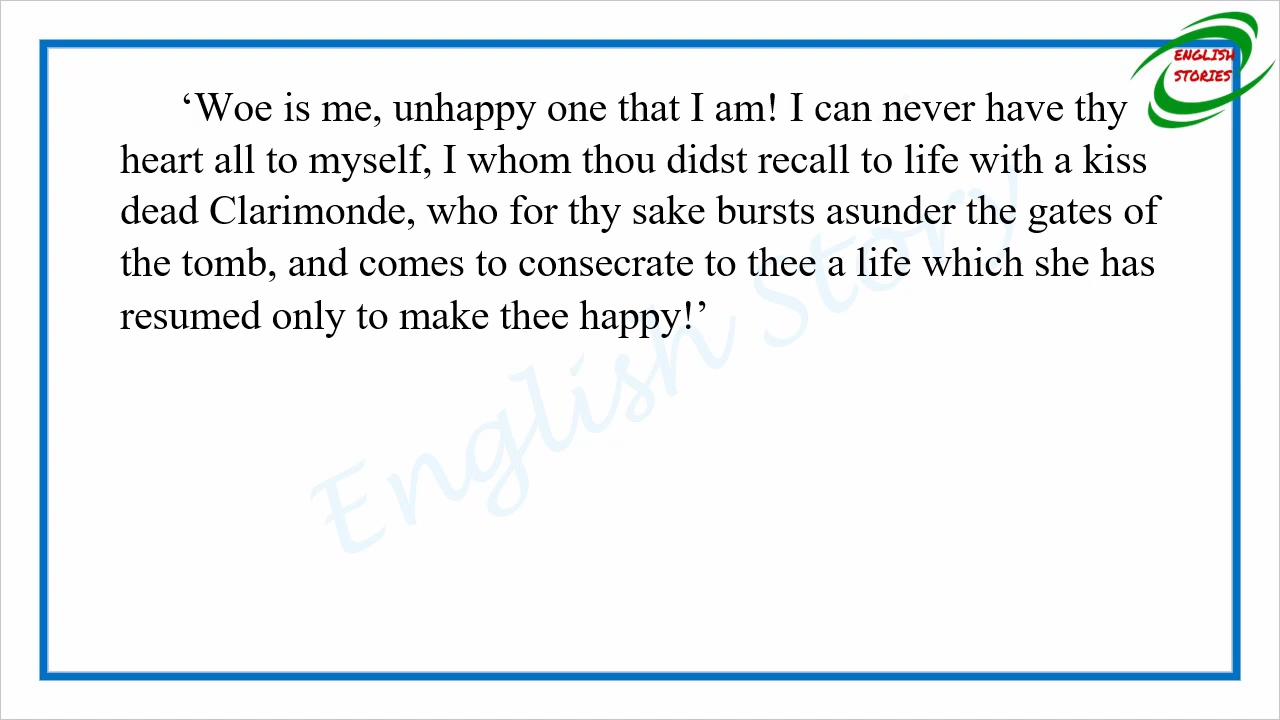 ENGLISH
STORIES
‘Woe is me, unhappy one that I am! I can never have thy
heart all to myself, I whom thou didst recall to life with a kiss
dead Clarimonde, who for thy sake bursts asunder the gates of
the tomb, and comes to consecrate to thee a life which she has
resumed only to make thee happy!’
English Story